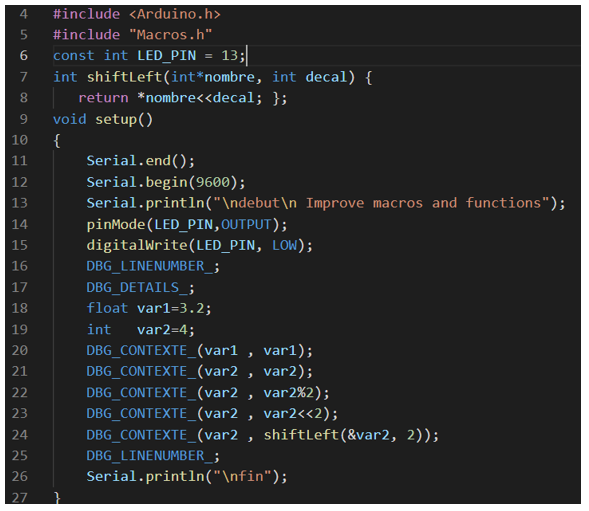 4 #include <Arduino.h>
5 #include "Macros.h"
6 const int LED_PIN = 13;
7 int shiftLeft(int*nombre, int decal) {
8 return *nombre<<decal; };
9 void setup()
10 {
11 Serial.end();
12 Serial.begin(9600);
13 Serial.println("\ndebut\n Improve macros and functions");
14 pinMode(LED_PIN,OUTPUT);
15 digitalWrite(LED_PIN, LOW);
16 DBG_LINENUMBER_;
17 DBG_DETAILS_;
18 float var1=3.2;
19 int   var2=4;
20 DBG_CONTEXTE_(var1 , var1);
21 DBG_CONTEXTE_(var2 , var2);
22 DBG_CONTEXTE_(var2 , var2%2);
23 DBG_CONTEXTE_(var2 , var2<<2);
24 DBG_CONTEXTE_(var2 , shiftLeft(&var2, 2));
25 DBG_LINENUMBER_;
26 Serial.println("\nfin");
27 }